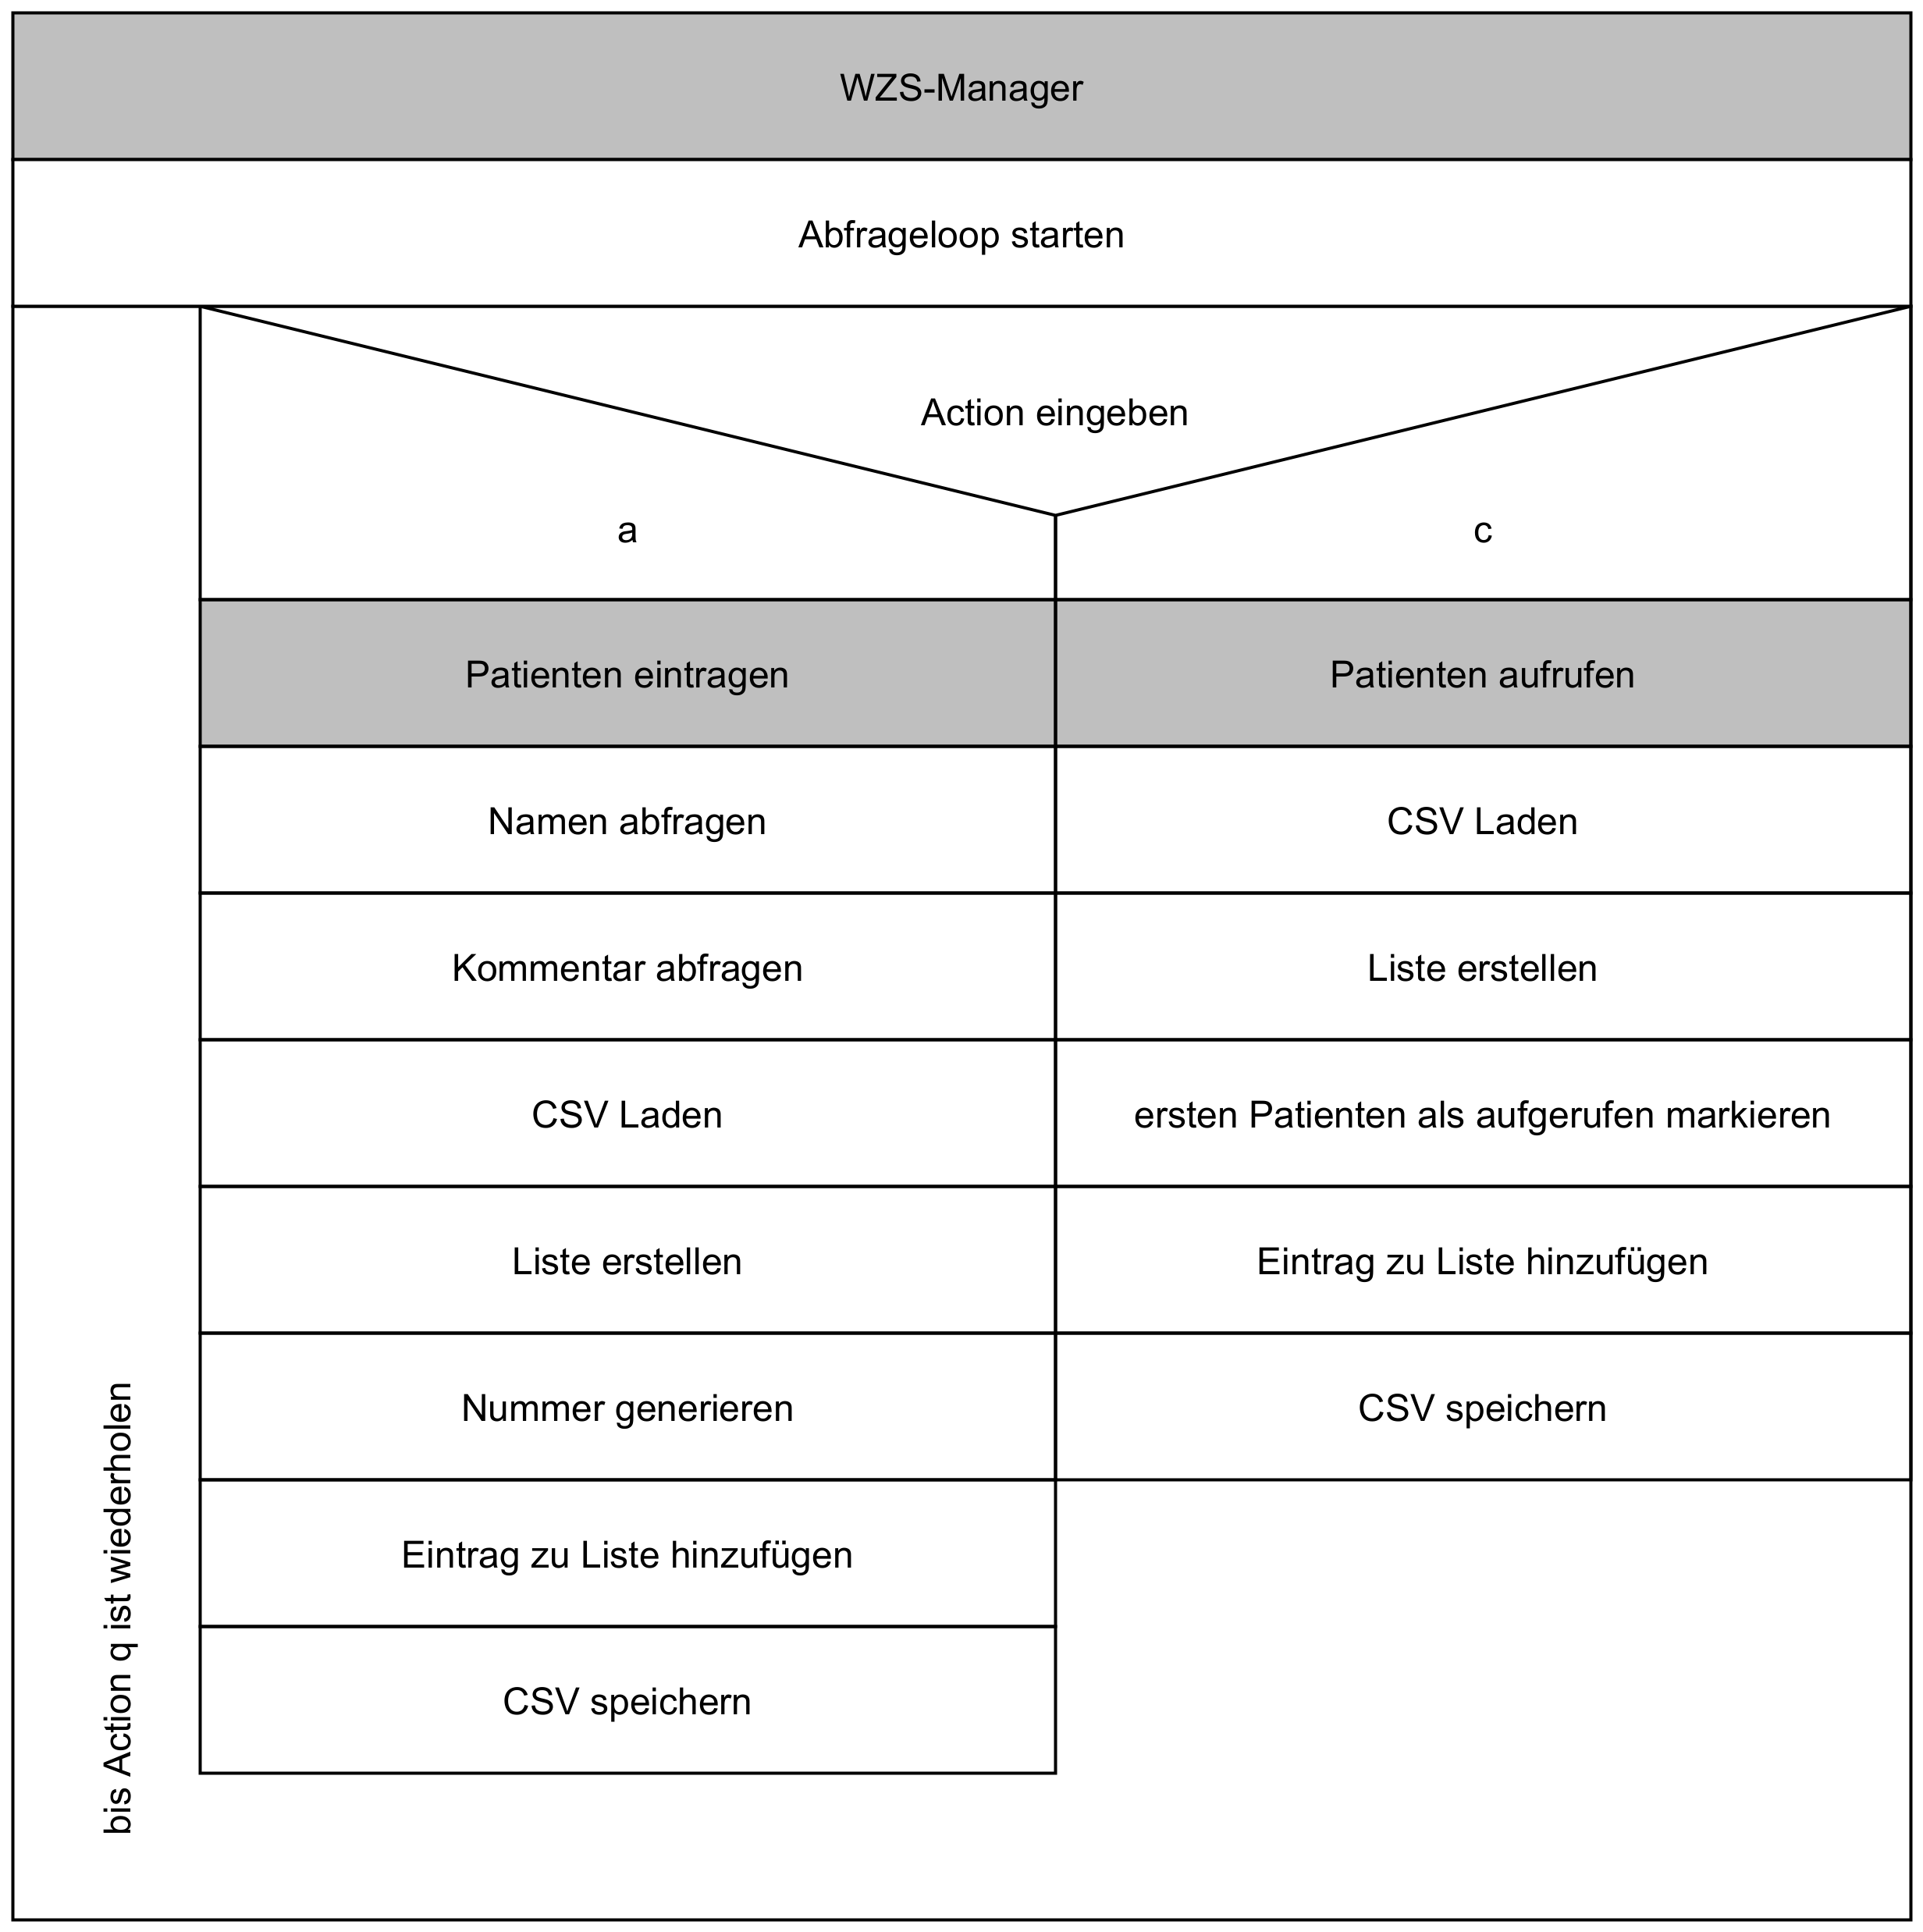 WZS-Manager
Abfrageloop starten
Action eingeben
a
c
Patienten eintragen
Patienten aufrufen
Namen abfragen
CSV Laden
Kommentar abfragen
Liste erstellen
CSV Laden
ersten Patienten als aufgerufen markieren
Liste erstellen
Eintrag zu Liste hinzufügen
Nummer generieren
CSV speichern
Eintrag zu Liste hinzufügen
CSV speichern
bis Action q ist wiederholen